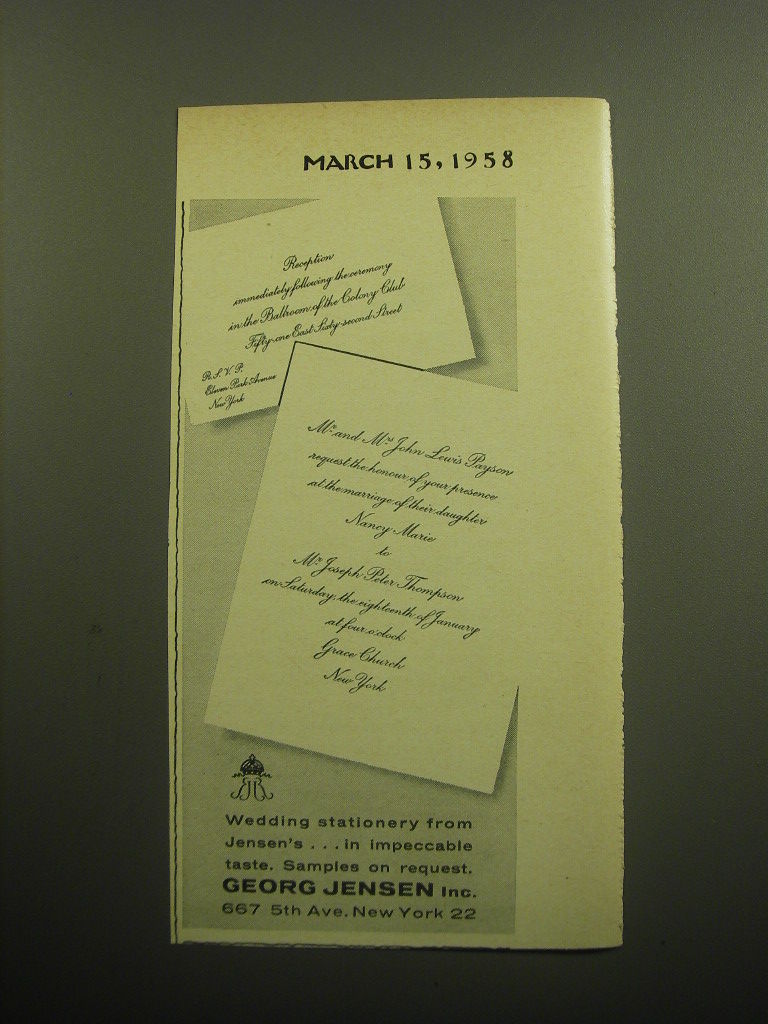 MARCH 15, 1958
Reception
immediately following the ceremony
in the Ballroom of the Colony Club
Fifty-one East Sixty-second Street
R.S.V.P.
Eleven Park Avenue
New York
Mr. and Mrs. John Lewis Payson
request the honour of your presence
at the marriage of their daughter
Nancy Marie
to
Mr. Joseph Peter Thompson
on Saturday, the eighteenth of January
at four o'clock
Grace Church
New York
Wedding stationery from
Jensen's ... in impeccable
taste. Samples on request.
GEORG JENSEN Inc.
667 5th Ave. New York 22